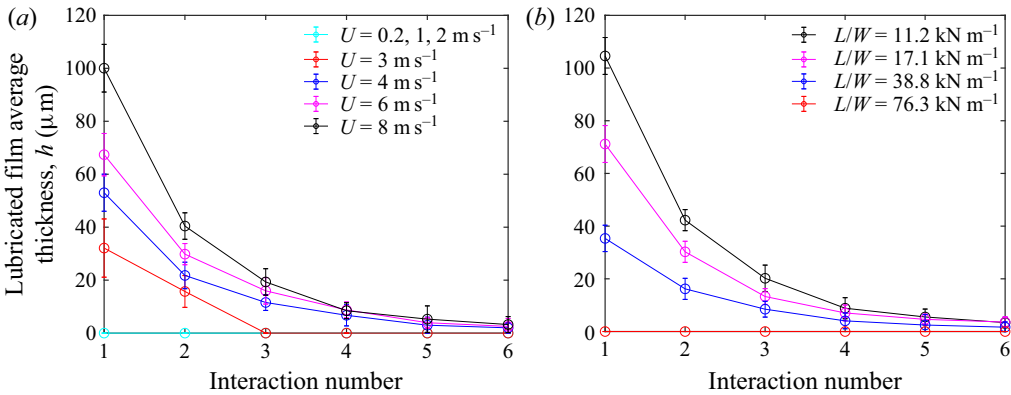 (a)
120
100
80
60
40
20
0
1 2 3 4 5 6
Lubricated film average
thickness, h (μm)
Interaction number
U = 0.2, 1, 2 m s⁻¹
U = 3 m s⁻¹
U = 4 m s⁻¹
U = 6 m s⁻¹
U = 8 m s⁻¹
(b)
120
100
80
60
40
20
0
1 2 3 4 5 6
Interaction number
L/W = 11.2 kN m⁻¹
L/W = 17.1 kN m⁻¹
L/W = 38.8 kN m⁻¹
L/W = 76.3 kN m⁻¹